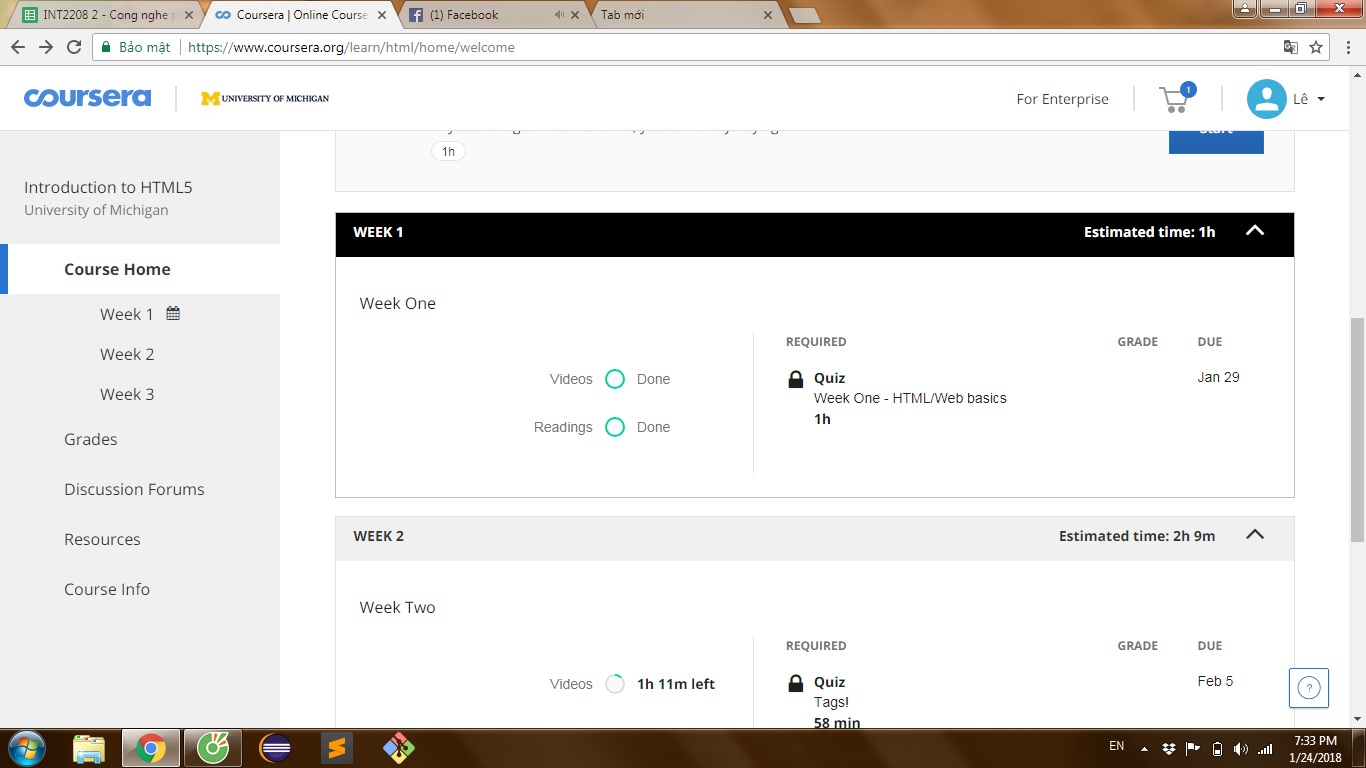 INT2208 2 - Cong nghe p
Coursera | Online Course
(1) Facebook
Tab mới
Bảo mật
https://www.coursera.org/learn/html/home/welcome
coursera
M UNIVERSITY OF MICHIGAN
For Enterprise
1
Lê
Start
1h
Introduction to HTML5
University of Michigan
Course Home
Week 1
Week 2
Week 3
Grades
Discussion Forums
Resources
Course Info
WEEK 1
Estimated time: 1h
Week One
Videos Done
Readings Done
REQUIRED GRADE DUE
Quiz Jan 29
Week One - HTML/Web basics
1h
WEEK 2
Estimated time: 2h 9m
Week Two
Videos 1h 11m left
REQUIRED GRADE DUE
Quiz Feb 5
Tags!
58 min
?
EN
7:33 PM
1/24/2018